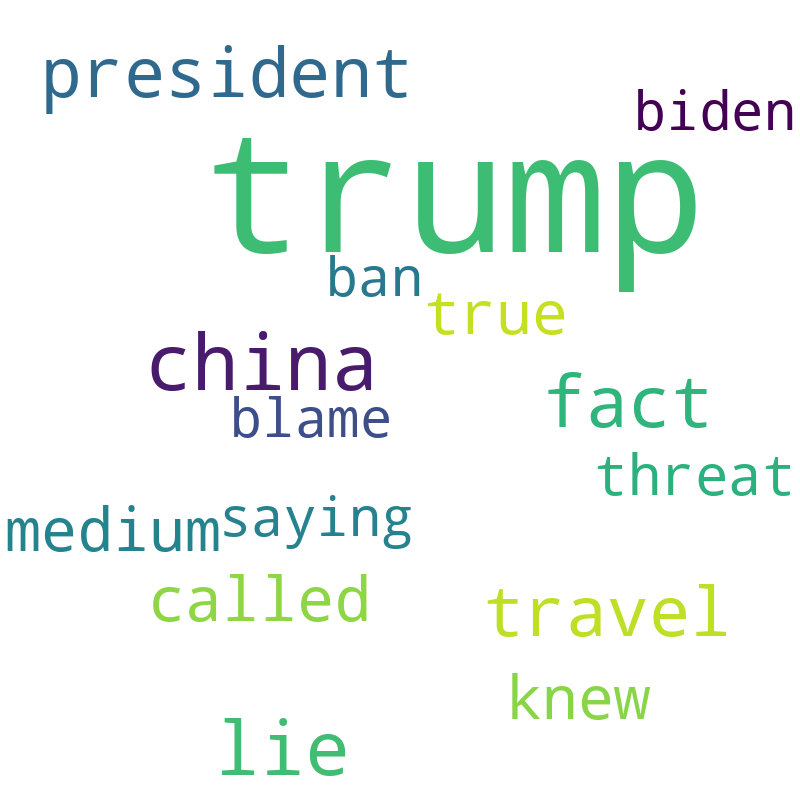 president
biden
trump
ban
true
china
fact
blame
threat
medium
saying
called
travel
knew
lie